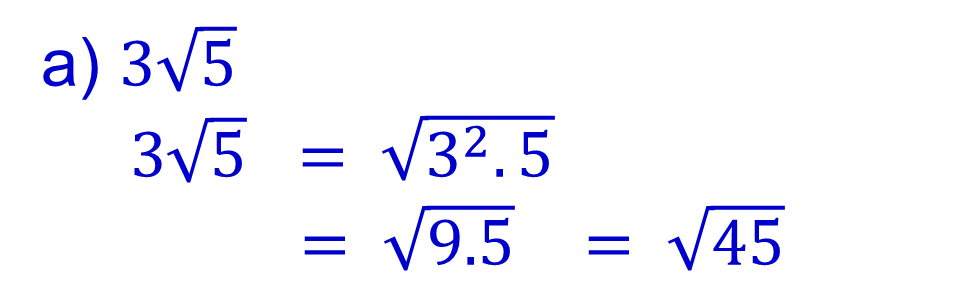 a) 3√5
3√5 = √3². 5
= √9.5 = √45